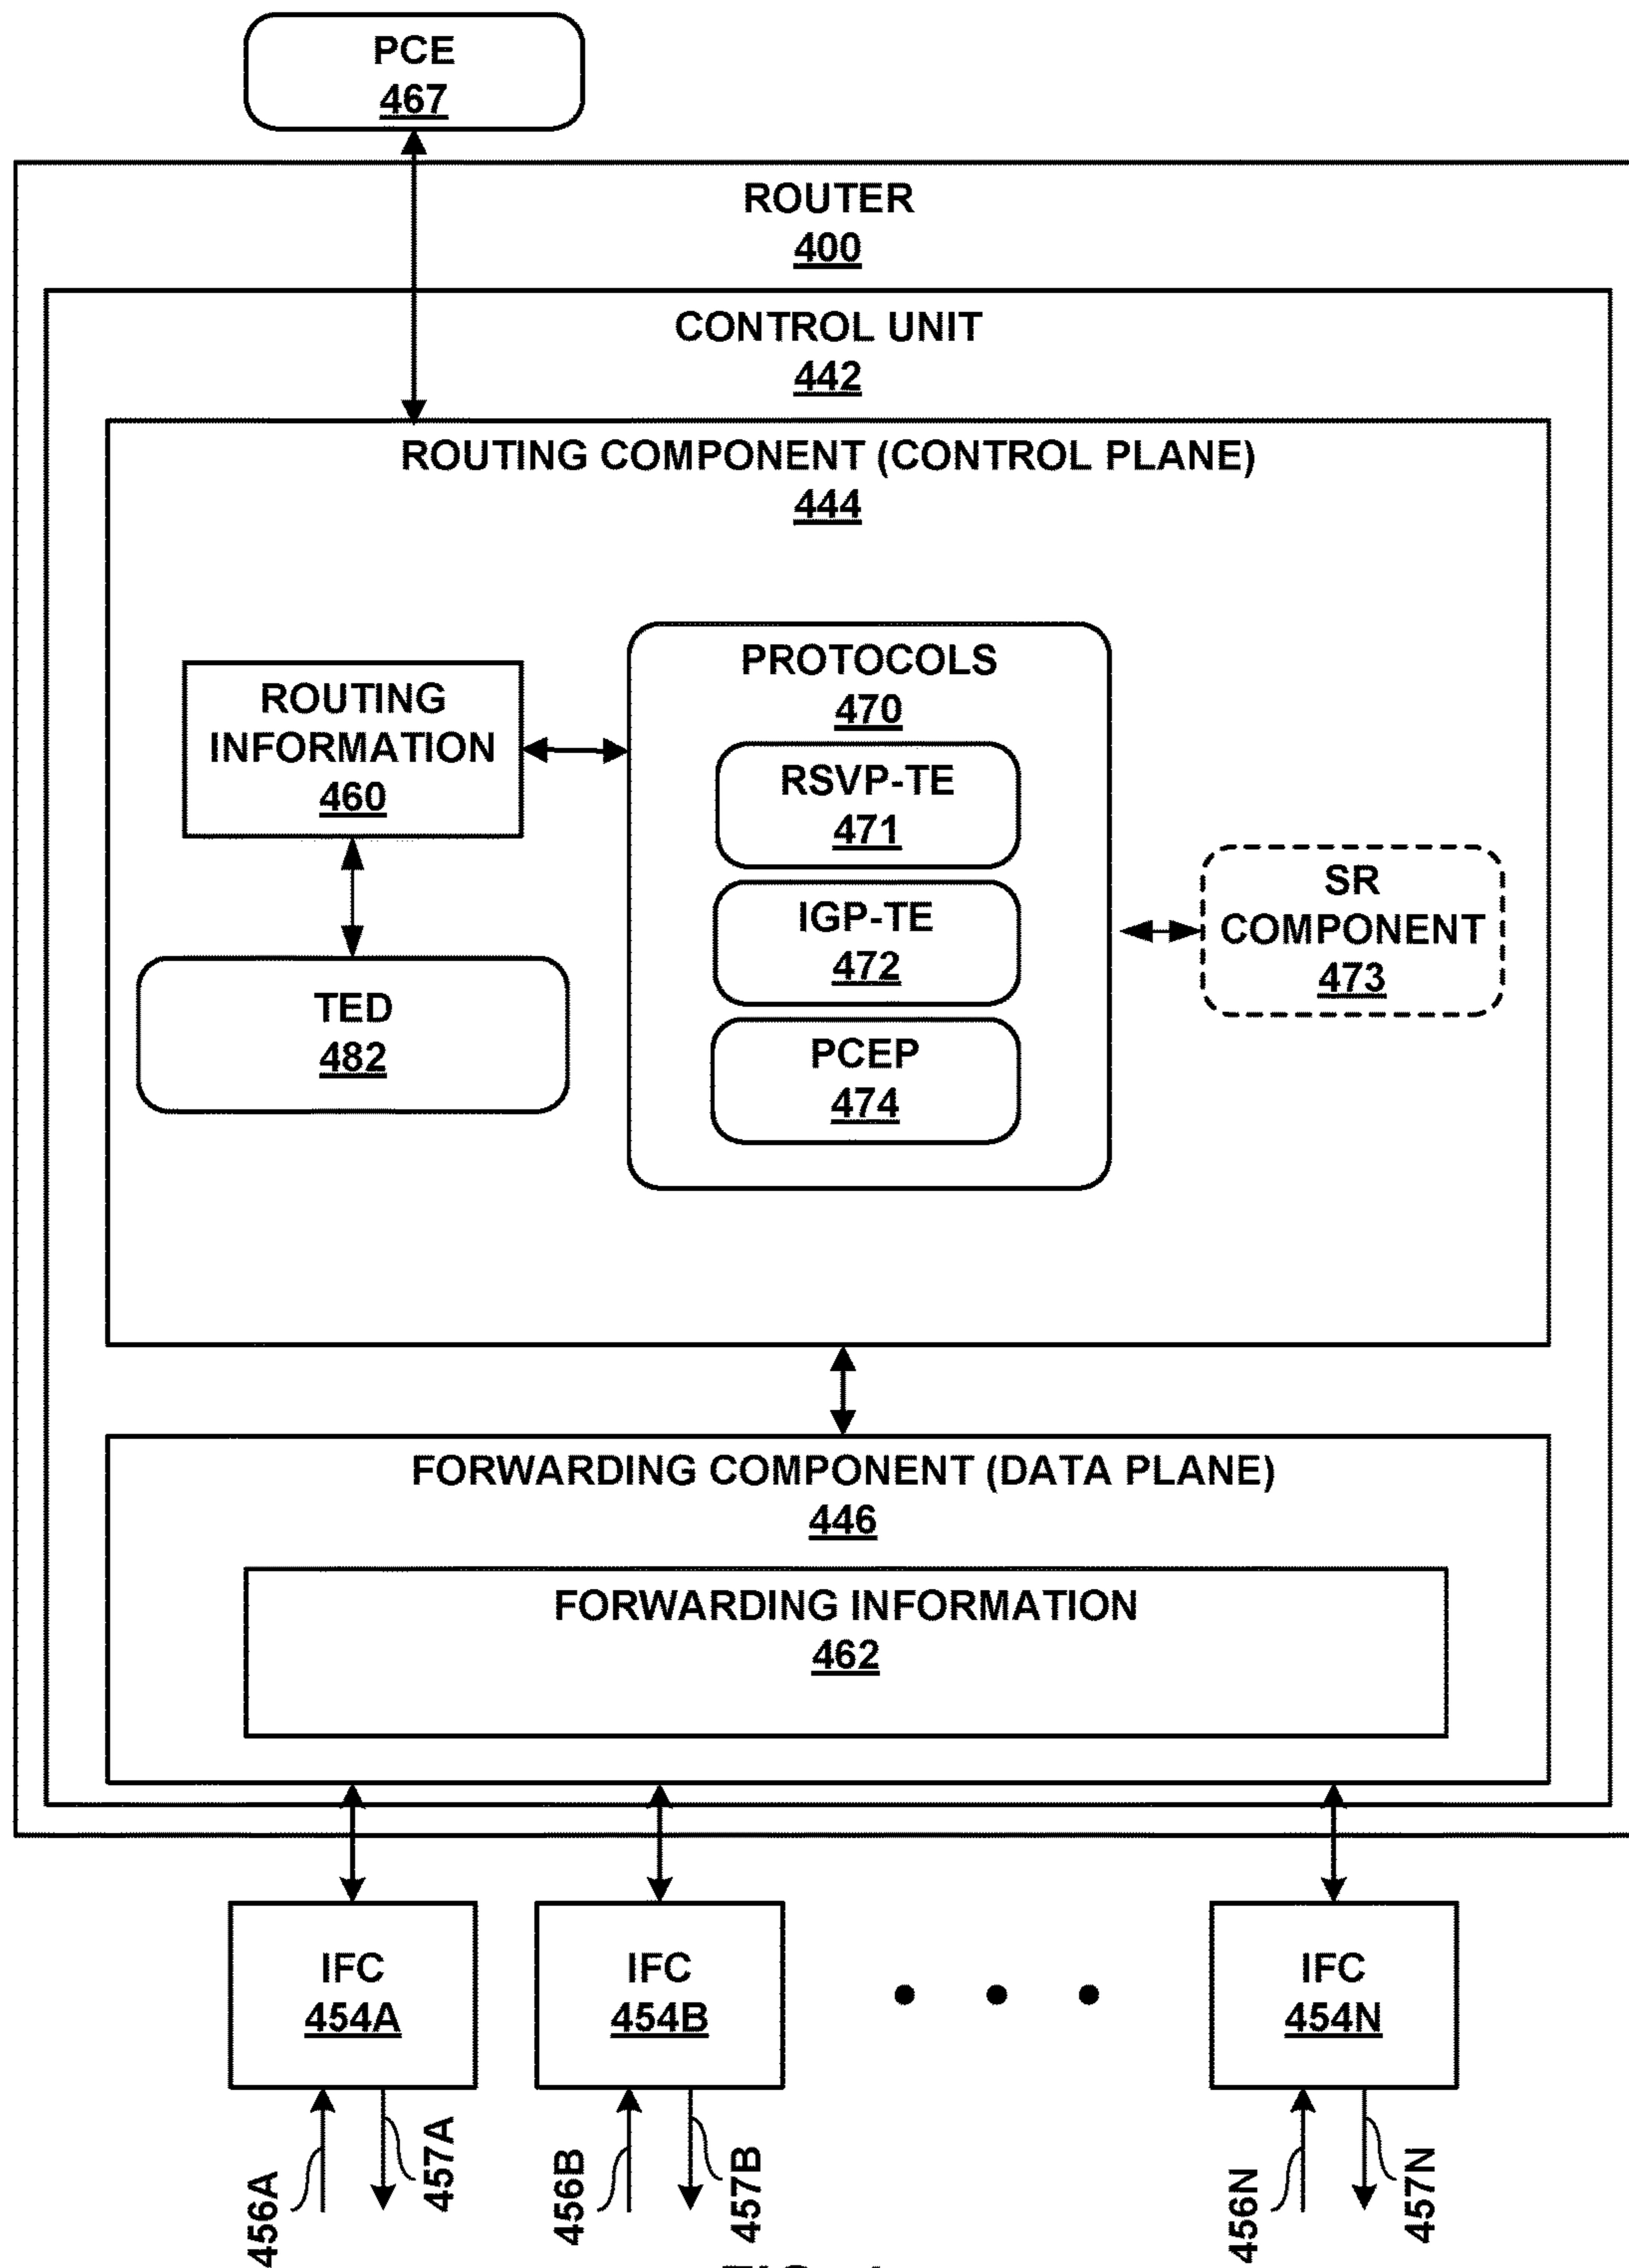 PCE
467
ROUTER
400
CONTROL UNIT
442
ROUTING COMPONENT (CONTROL PLANE)
444
ROUTING
INFORMATION
460
PROTOCOLS
470
RSVP-TE
471
IGP-TE
472
PCEP
474
SR
COMPONENT
473
TED
482
FORWARDING COMPONENT (DATA PLANE)
446
FORWARDING INFORMATION
462
IFC
454A
IFC
454B
IFC
454N
456A
457A
456B
457B
456N
457N